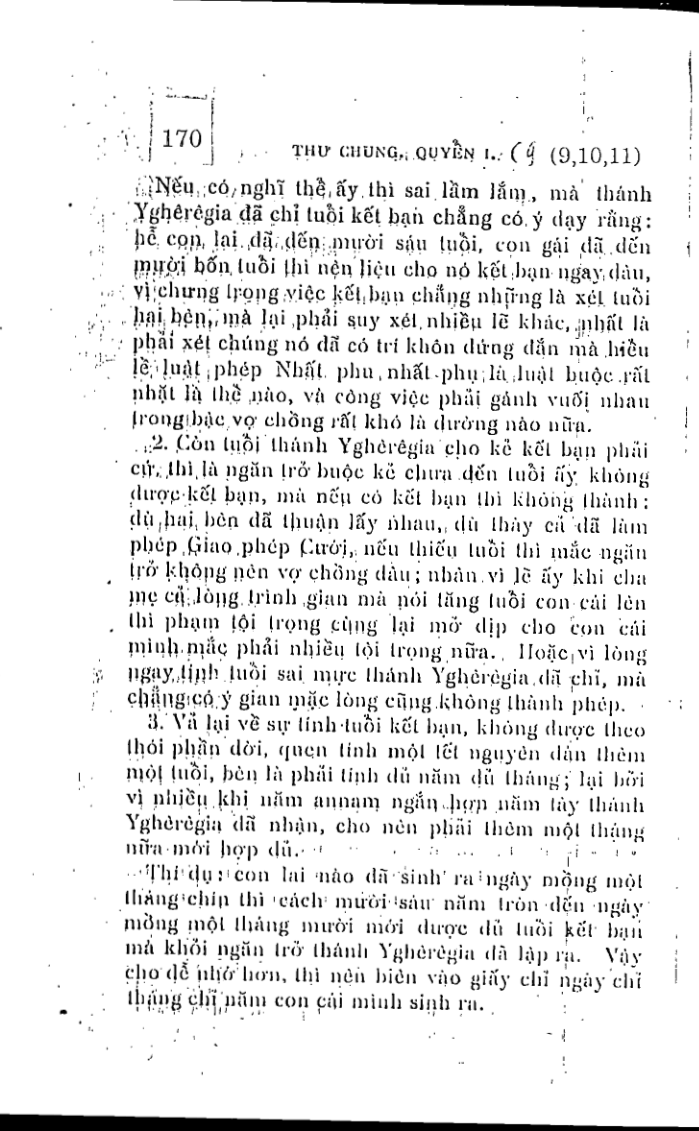 170
THƯ CHUNG, QUYỂN I. (9 (9,10,11)
Nếu có nghĩ thể ấy thì sai lầm lắm, mà thánh
Yghêrêgia đã chỉ tuổi kết bạn chẳng có ý dạy rằng:
hễ con lai đã đến mười sáu tuổi, con gái đã đến
mười bốn tuổi thì nên liệu cho nó kết bạn ngay đâu,
vì chưng trong việc kết bạn chẳng những là xét tuổi
hai bên, mà lại phải suy xét nhiều lẽ khác, nhất là
phải xét chúng nó đã có trí khôn đứng đắn mà hiểu
lề luật phép Nhất phu nhất phụ là luật buộc rất
nhặt là thể nào, và công việc phải gánh vuối nhau
trong bậc vợ chồng rất khó là dường nào nữa.
2. Còn tuổi thánh Yghêrêgia cho kẻ kết bạn phải
cứ, thì là ngăn trở buộc kẻ chưa đến tuổi ấy không
được kết bạn, mà nếu có kết bạn thì không thành:
dù hai bên đã thuận lấy nhau, dù thày cả đã làm
phép Giao phép Cưới, nếu thiếu tuổi thì mắc ngăn
trở không nên vợ chồng đâu; nhân vì lẽ ấy khi cha
mẹ cả lòng trình gian mà nói tăng tuổi con cái lên
thì phạm tội trọng cùng lại mở dịp cho con cái
mình mắc phải nhiều tội trọng nữa. Hoặc vì lòng
ngay tính tuổi sai mực thánh Yghêrêgia đã chỉ, mà
chẳng có ý gian mặc lòng cũng không thành phép.
3. Vả lại về sự tính tuổi kết bạn, không được theo
thói phần đời, quen tính một tết nguyên đán thêm
một tuổi, bèn là phải tính đủ năm đủ tháng; lại bởi
vì nhiều khi năm annam ngắn hợn năm tây thánh
Yghêrêgia đã nhận, cho nên phải thêm một tháng
nữa mới hợp đủ.
Thí dụ: con lai nào đã sinh ra ngày mồng một
tháng chín thì cách mười sáu năm tròn đến ngày
mồng một tháng mười mới được đủ tuổi kết bạn
mà khỏi ngăn trở thánh Yghêrêgia đã lập ra. Vậy
cho dễ nhớ hơn, thì nên biên vào giấy chỉ ngày chỉ
tháng chỉ năm con cái mình sinh ra.